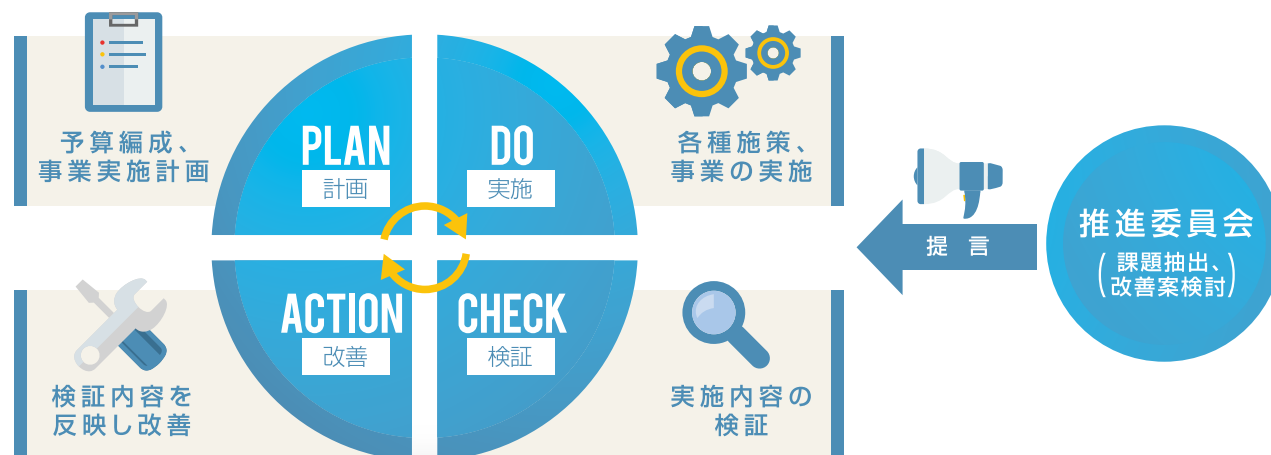 予算編成、
事業実施計画
PLAN
計画
DO
実施
各種施策、
事業の実施
検証内容を
反映し改善
ACTION
改善
CHECK
検証
実施内容の
検証
提言
推進委員会
(課題抽出、
改善案検討)